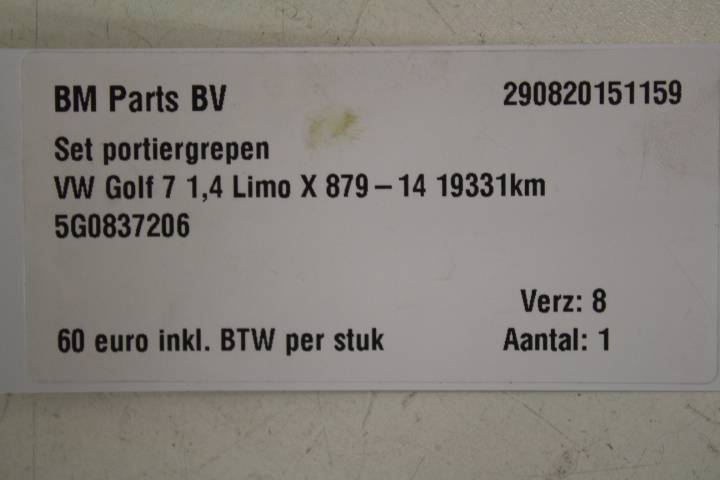 BM Parts BV 290820151159
Set portiergrepen
VW Golf 7 1,4 Limo X 879-14 19331km
5G0837206
Verz: 8
60 euro inkl. BTW per stuk Aantal: 1